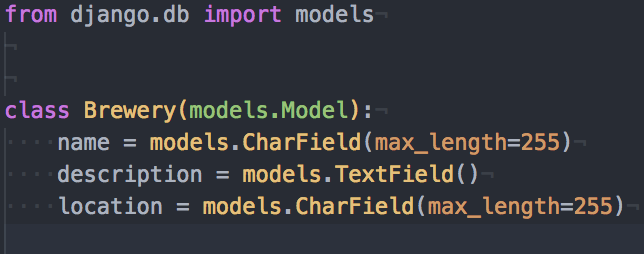 from django.db import models
class Brewery(models.Model):
    name = models.CharField(max_length=255)
    description = models.TextField()
    location = models.CharField(max_length=255)